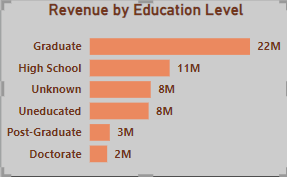 Revenue by Education Level
Graduate 22M
High School 11M
Unknown 8M
Uneducated 8M
Post-Graduate 3M
Doctorate 2M